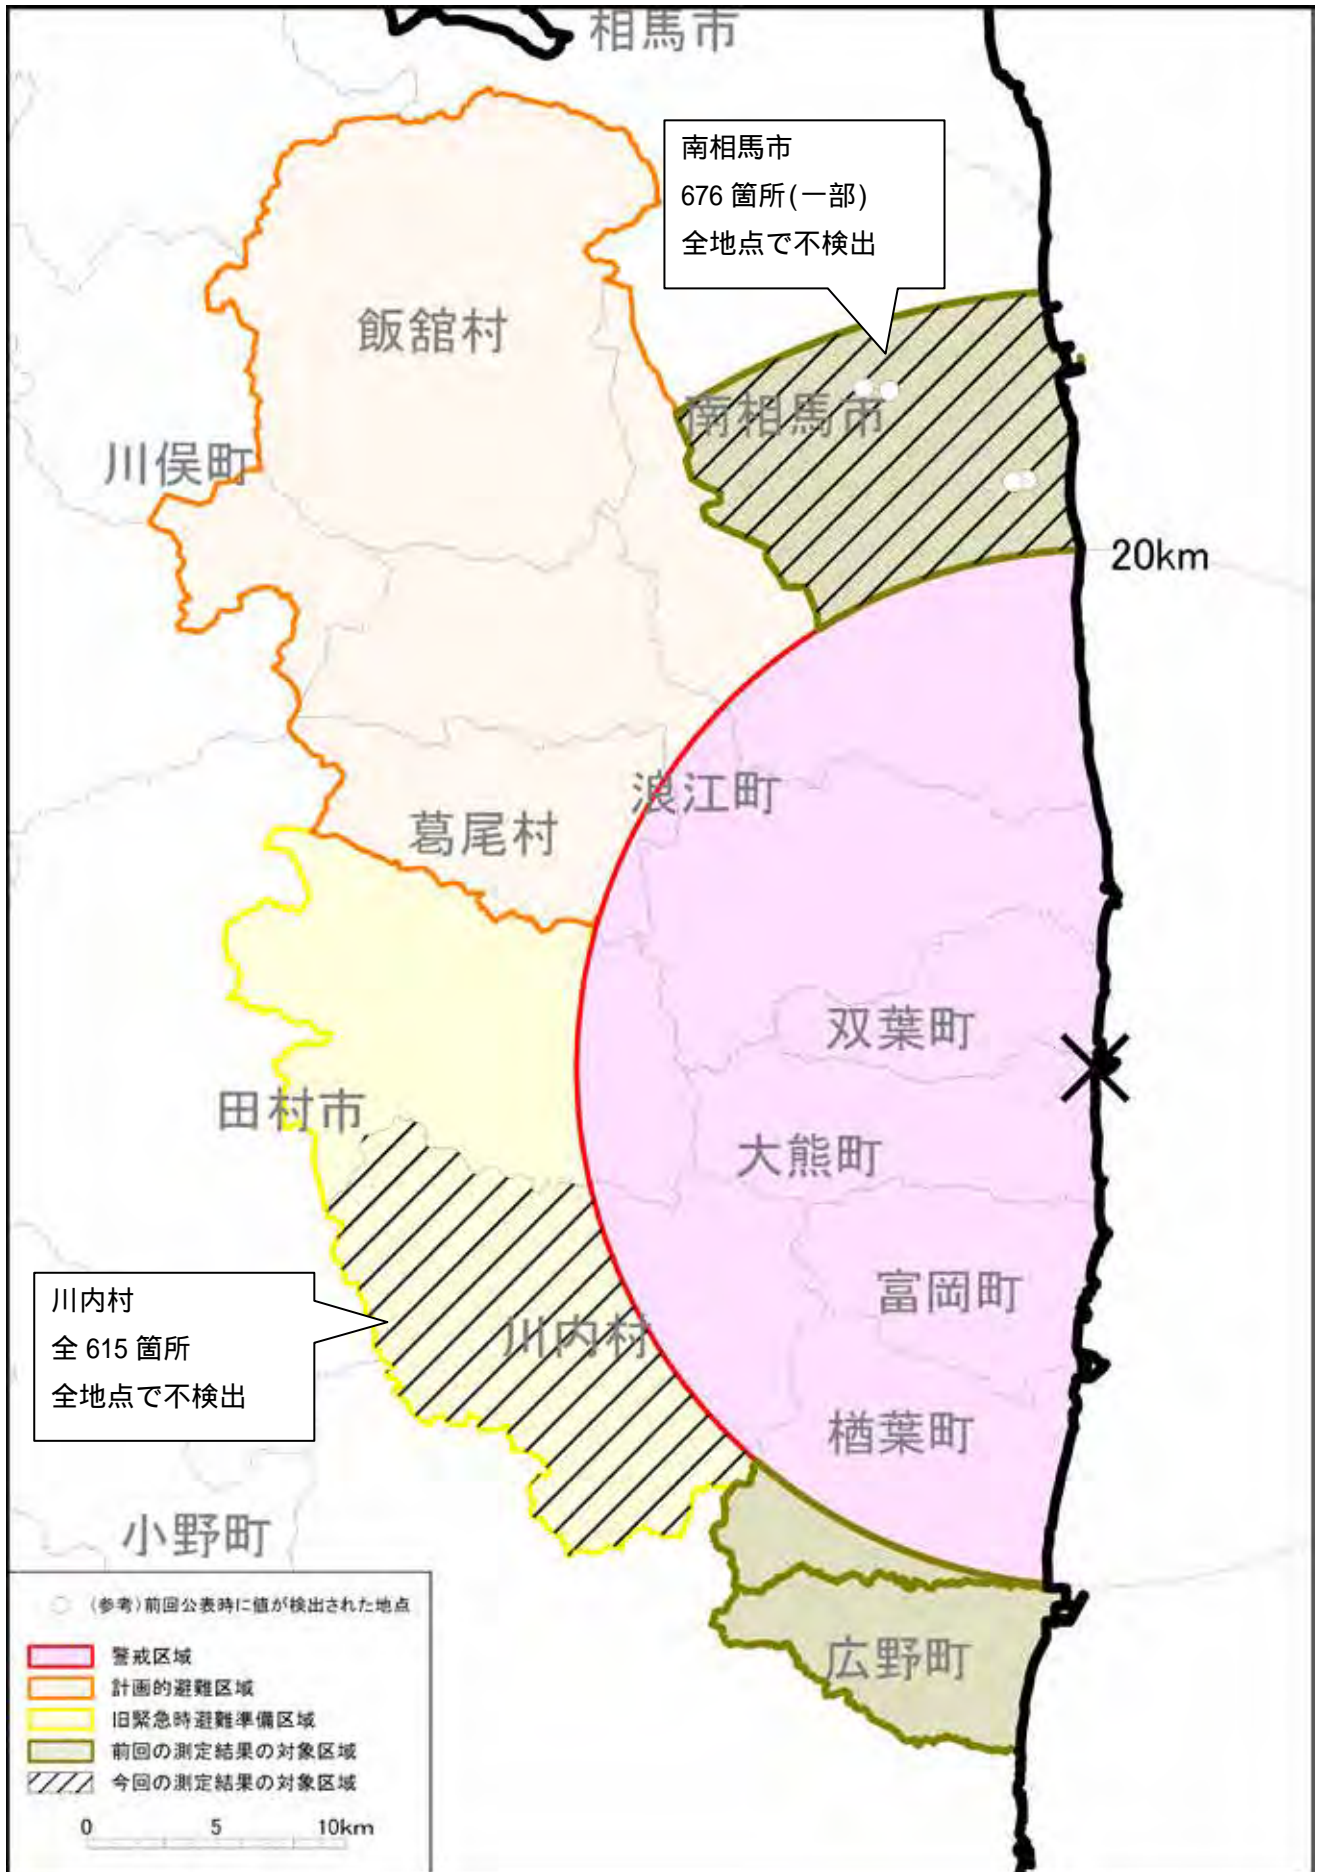 相馬市
南相馬市
676 箇所(一部)
全地点で不検出
飯舘村
南相馬市
川俣町
20km
浪江町
葛尾村
双葉町
田村市
大熊町
富岡町
川内村
全 615 箇所
全地点で不検出
川内村
楢葉町
小野町
広野町
(参考)前回公表時に値が検出された地点
警戒区域
計画的避難区域
旧緊急時避難準備区域
前回の測定結果の対象区域
今回の測定結果の対象区域
0 5 10km